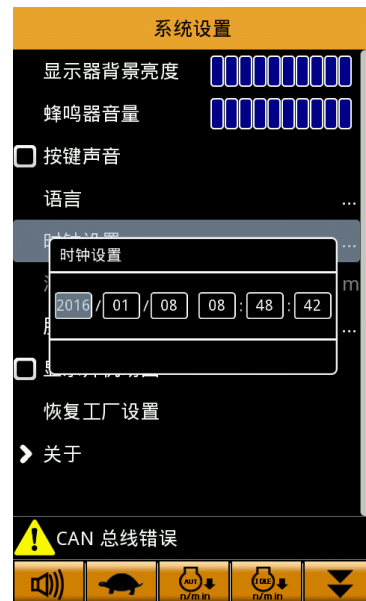 系统设置
显示器背景亮度
蜂鸣器音量
按键声音
语言 ...
...
时钟设置
m
2016 / 01 / 08 08 : 48 : 42
...
恢复工厂设置
关于
CAN 总线错误
AUT n/min
IDLE n/min